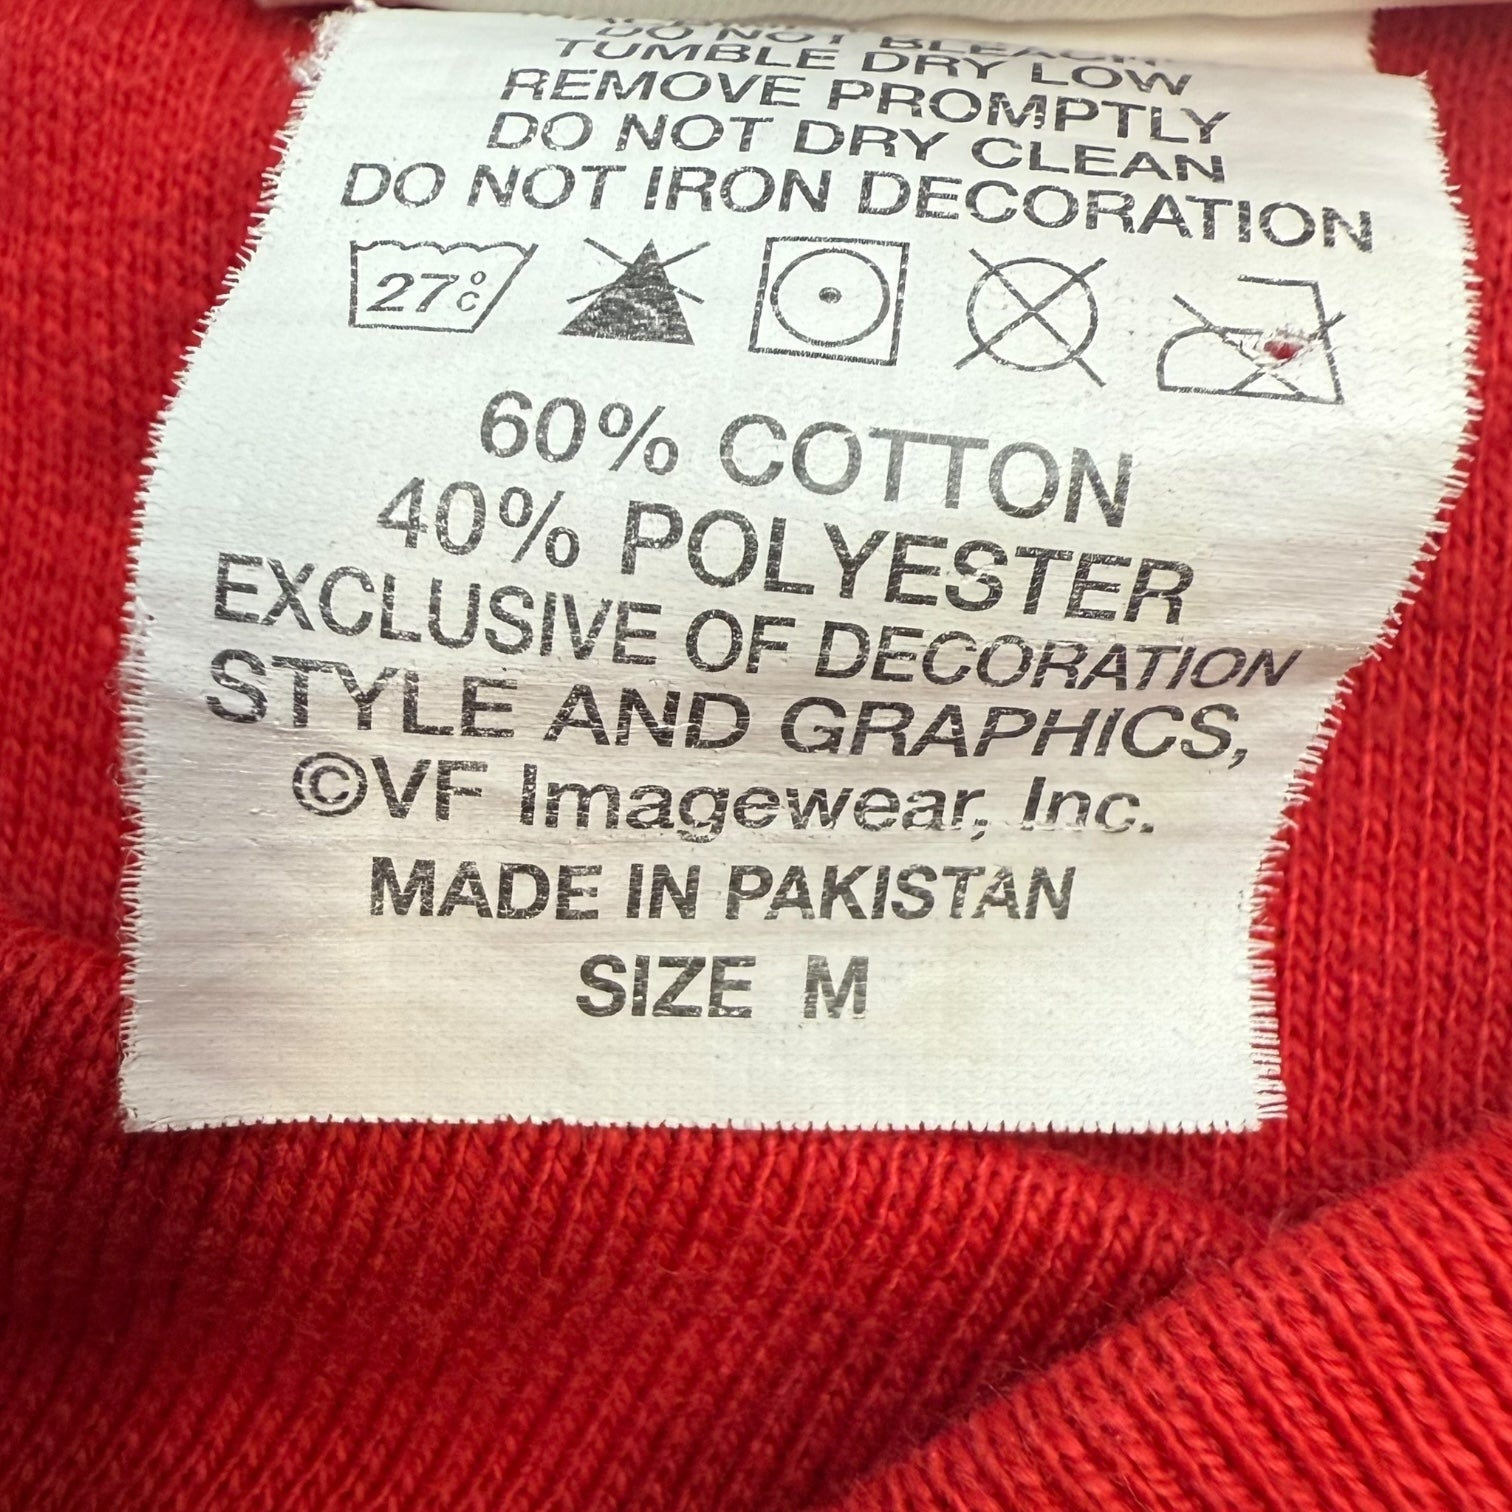 DO NOT BLEACH
TUMBLE DRY LOW
REMOVE PROMPTLY
DO NOT DRY CLEAN
DO NOT IRON DECORATION
27°C
60% COTTON
40% POLYESTER
EXCLUSIVE OF DECORATION
STYLE AND GRAPHICS,
©VF Imagewear, Inc.
MADE IN PAKISTAN
SIZE M